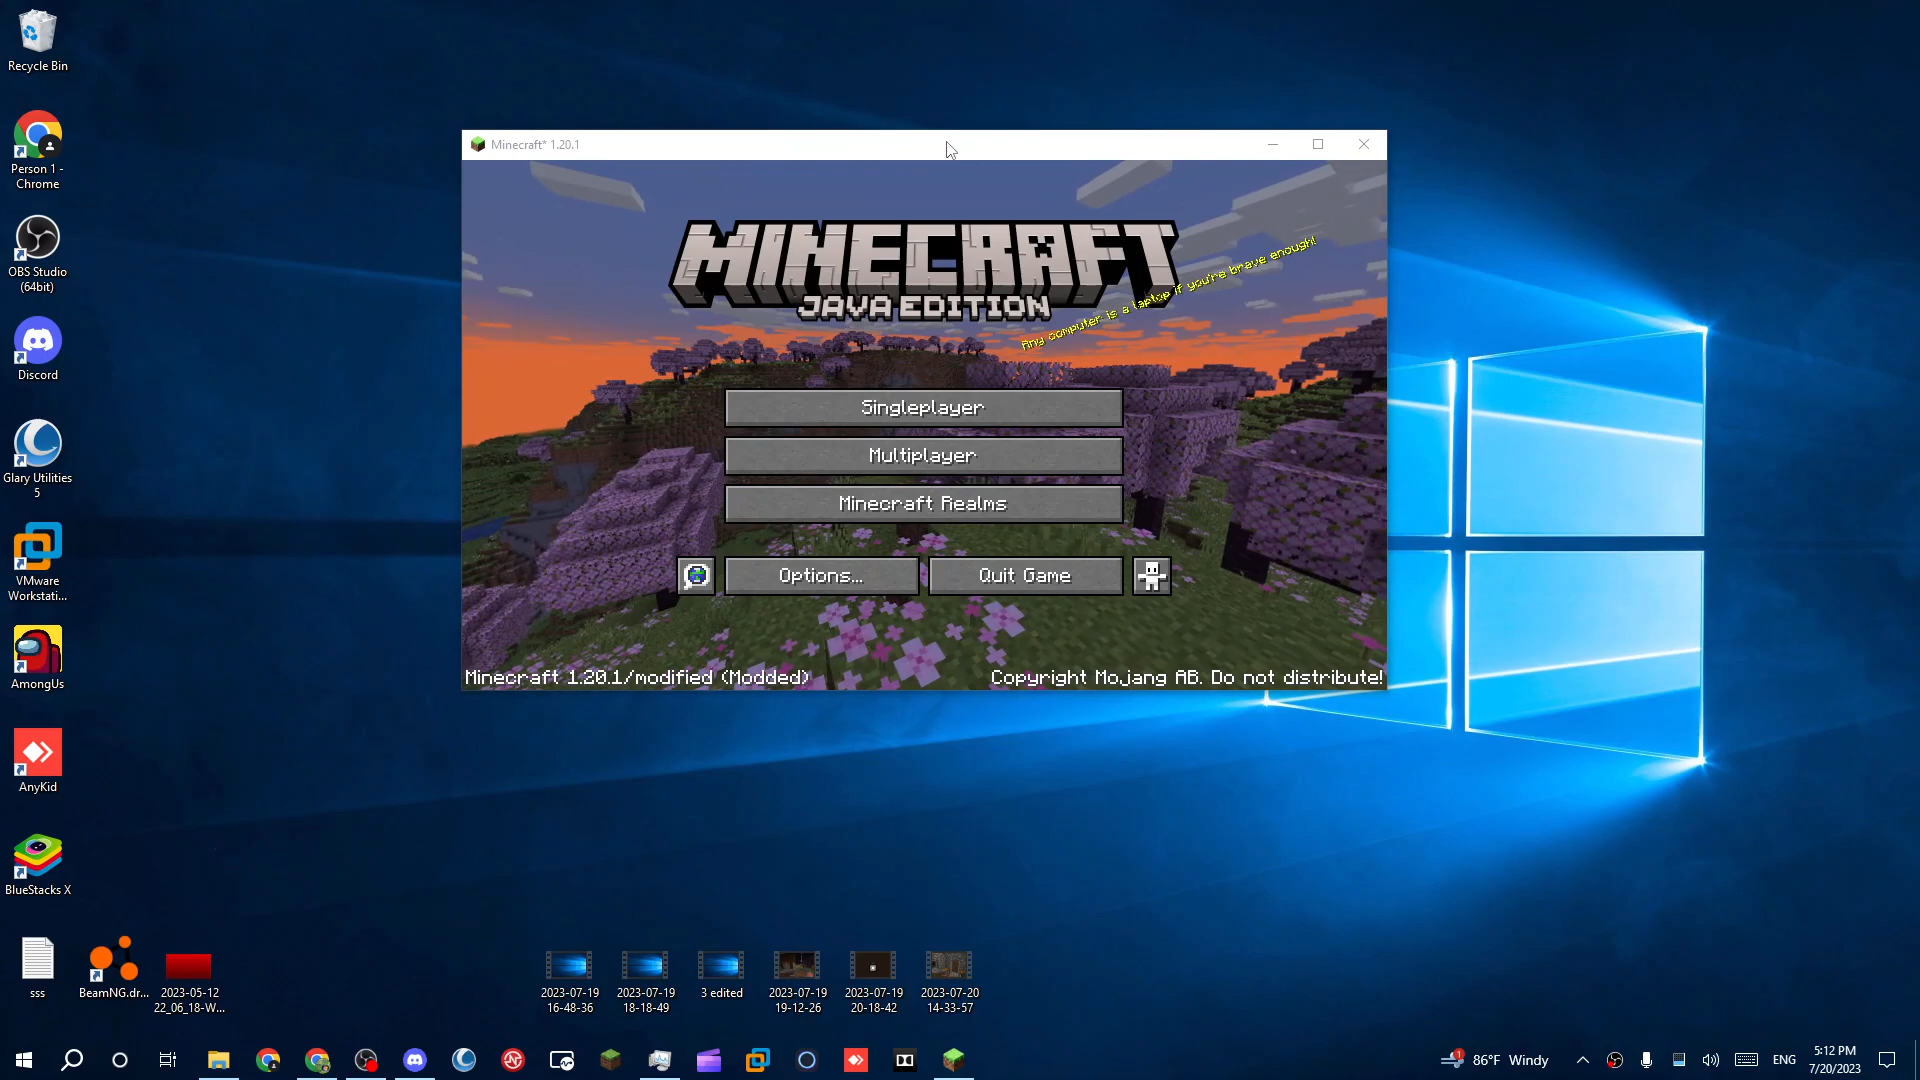 Recycle Bin
Person 1 -
Chrome
OBS Studio
(64bit)
Discord
Glary Utilities
5
VMware
Workstati...
AmongUs
AnyKid
BlueStacks X
sss
BeamNG.dr...
2023-05-12
22_06_18-W...
Minecraft* 1.20.1
MINECRAFT
JAVA EDITION
Any computer is a laptop if you're brave enough!
Singleplayer
Multiplayer
Minecraft Realms
Options...
Quit Game
Minecraft 1.20.1/modified (Modded)
Copyright Mojang AB. Do not distribute!
2023-07-19
16-48-36
2023-07-19
18-18-49
3 edited
2023-07-19
19-12-26
2023-07-19
20-18-42
2023-07-20
14-33-57
1
86°F Windy
ENG
5:12 PM
7/20/2023